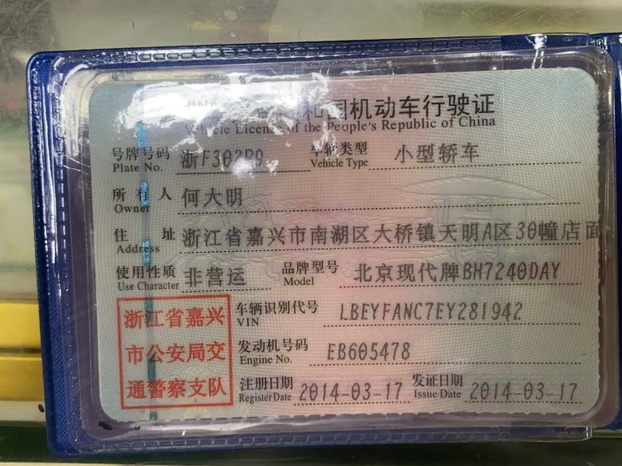 和国机动车行驶证
Vehicle License of the People's Republic of China
号牌号码 浙F302P9 车辆类型 小型轿车
Plate No. Vehicle Type
所有人 何大明
Owner
住址 浙江省嘉兴市南湖区大桥镇天明A区30幢店面
Address
使用性质 非营运 品牌型号 北京现代牌BH7240DAY
Use Character Model
浙江省嘉兴
市公安局交
通警察支队
车辆识别代号 LBEYFANC7EY281942
VIN
发动机号码 EB605478
Engine No.
注册日期 2014-03-17 发证日期 2014-03-17
Register Date Issue Date